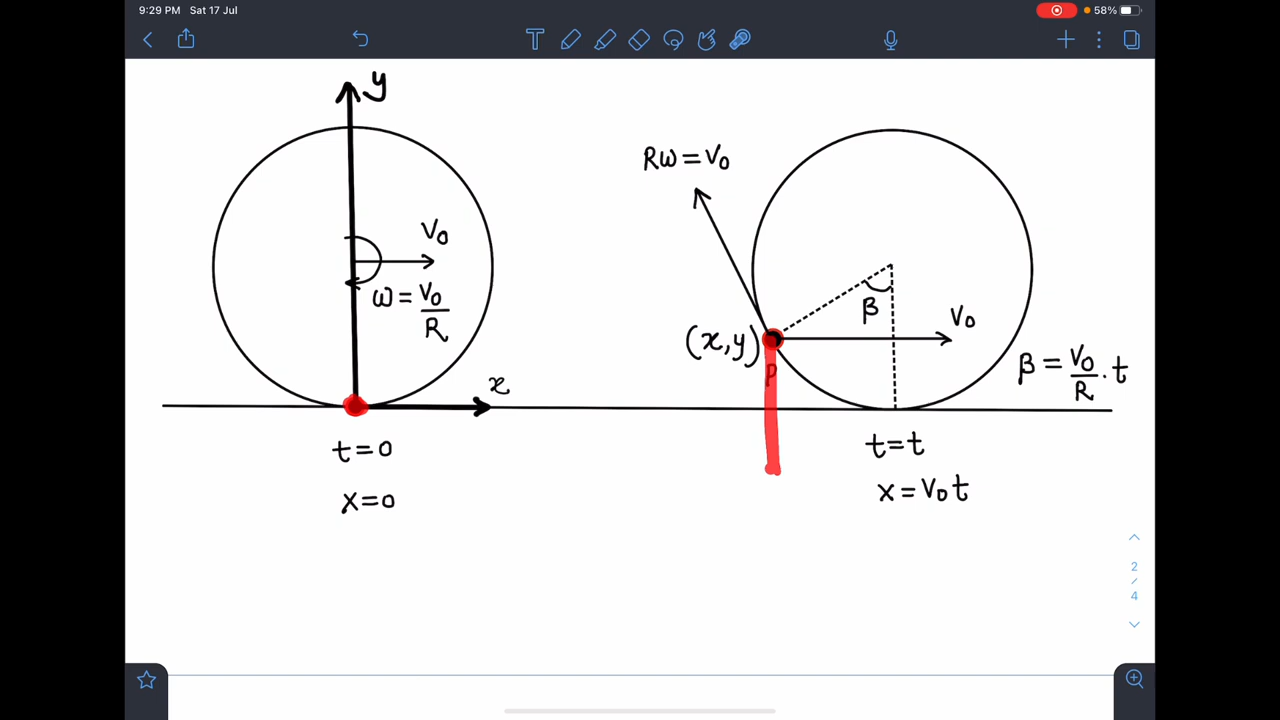 9:29 PM Sat 17 Jul
58%
y
Rω = V₀
V₀
ω = V₀/R
β
V₀
(x,y)
P
β = V₀/R · t
x
t=0
t=t
x=0
x = V₀t
2
/
4